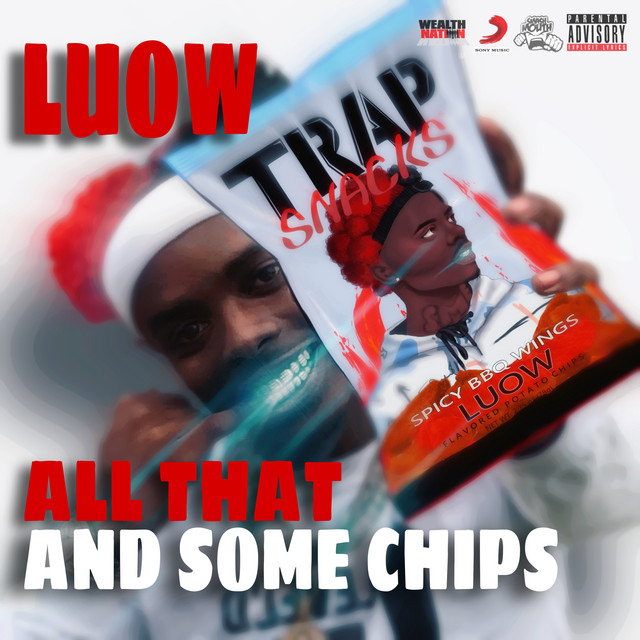 LUOW
WEALTH
NATION
SONY MUSIC
PARENTAL
ADVISORY
EXPLICIT LYRICS
TRAP
SNACKS
SPICY BBQ WINGS
LUOW
FLAVORED POTATO CHIPS
ALL THAT
AND SOME CHIPS